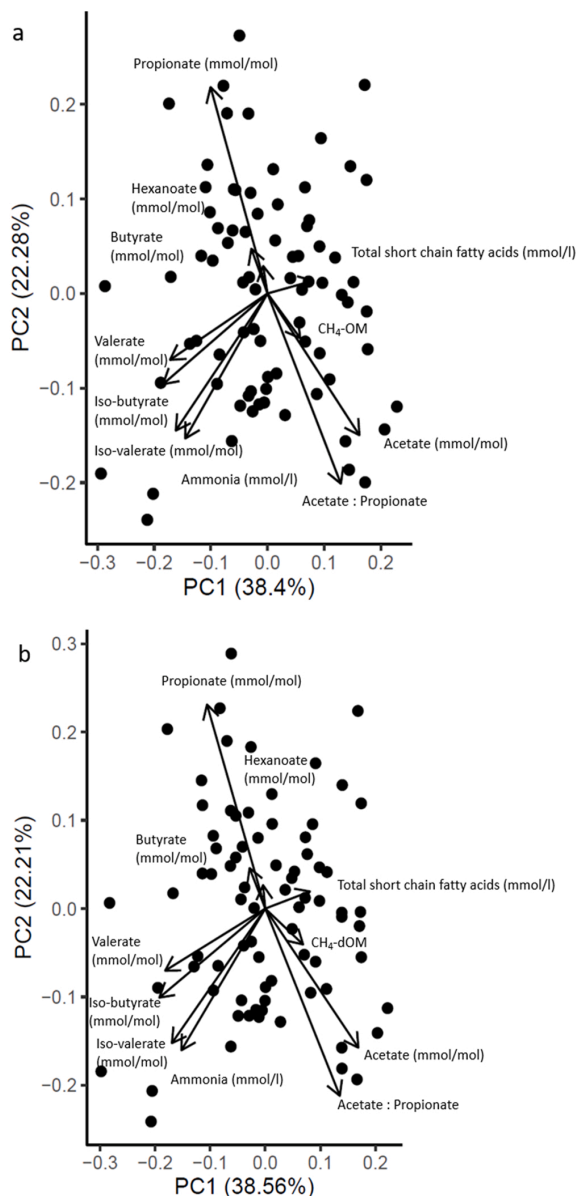 a
Propionate (mmol/mol)
0.2
Hexanoate
(mmol/mol)
0.1
Butyrate
(mmol/mol)
Total short chain fatty acids (mmol/l)
PC2 (22.28%)
0.0
CH₄-OM
Valerate
(mmol/mol)
−0.1
Iso-butyrate
(mmol/mol)
Acetate (mmol/mol)
Iso-valerate (mmol/mol)
Ammonia (mmol/l)
−0.2
Acetate : Propionate
−0.3 −0.2 −0.1 0.0 0.1 0.2
PC1 (38.4%)
b
0.3
Propionate (mmol/mol)
0.2
Hexanoate
(mmol/mol)
0.1
Butyrate
(mmol/mol)
Total short chain fatty acids (mmol/l)
PC2 (22.21%)
0.0
CH₄-dOM
Valerate
(mmol/mol)
−0.1
Iso-butyrate
(mmol/mol)
Iso-valerate
(mmol/mol)
Acetate (mmol/mol)
Ammonia (mmol/l)
−0.2
Acetate : Propionate
−0.3 −0.2 −0.1 0.0 0.1 0.2
PC1 (38.56%)